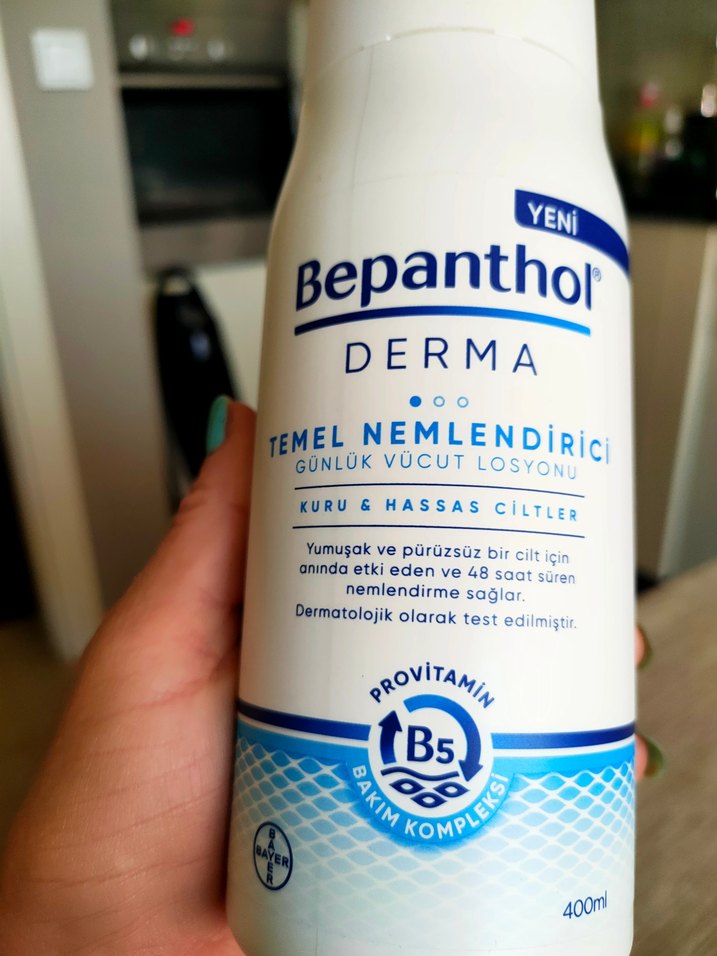 YENİ
Bepanthol®
DERMA
TEMEL NEMLENDİRİCİ
GÜNLÜK VÜCUT LOSYONU
KURU & HASSAS CİLTLER
Yumuşak ve pürüzsüz bir cilt için
anında etki eden ve 48 saat süren
nemlendirme sağlar.
Dermatolojik olarak test edilmiştir.
PROVİTAMİN
B5
BAKIM KOMPLEKSİ
BAYER
BAYER
400ml